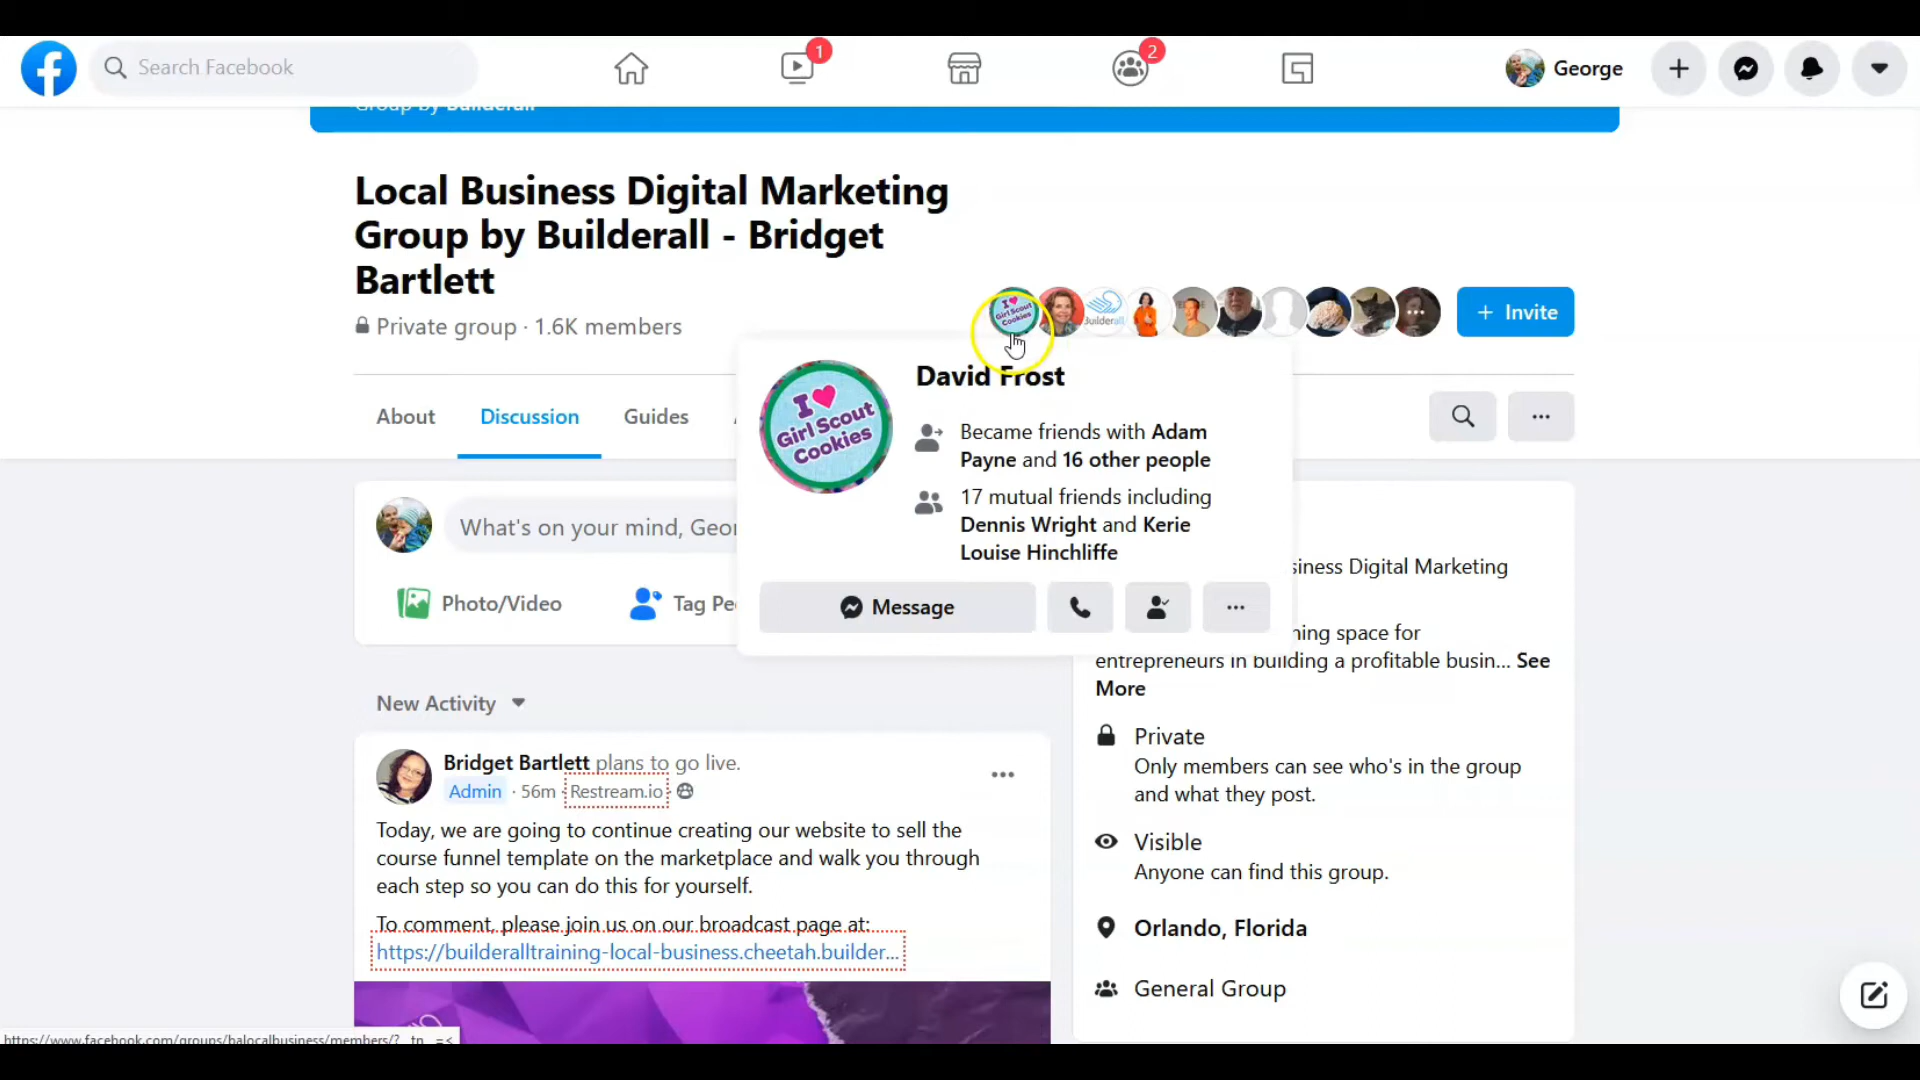 Search Facebook
1
2
George
Group by Builderall
Local Business Digital Marketing
Group by Builderall - Bridget
Bartlett
Private group · 1.6K members
I
Girl Scout
Cookies
Builderall
+ Invite
About
Discussion
Guides
David Frost
I
Girl Scout
Cookies
Became friends with Adam
Payne and 16 other people
17 mutual friends including
Dennis Wright and Kerie
Louise Hinchliffe
Message
What's on your mind, Geor
Photo/Video
Tag Pe
siness Digital Marketing
ning space for
entrepreneurs in building a profitable busin... See
More
New Activity
Bridget Bartlett plans to go live.
Admin · 56m · Restream.io ·
Today, we are going to continue creating our website to sell the
course funnel template on the marketplace and walk you through
each step so you can do this for yourself.
To comment, please join us on our broadcast page at:
https://builderalltraining-local-business.cheetah.builder...
Private
Only members can see who's in the group
and what they post.
Visible
Anyone can find this group.
Orlando, Florida
General Group
https://www.facebook.com/groups/balocalbusiness/members/?__tn__=<